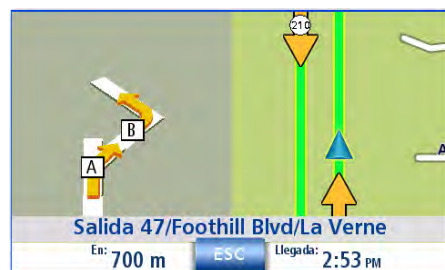 210
B
A
A
Salida 47/Foothill Blvd/La Verne
En: 700 m
ESC
Llegada: 2:53 PM